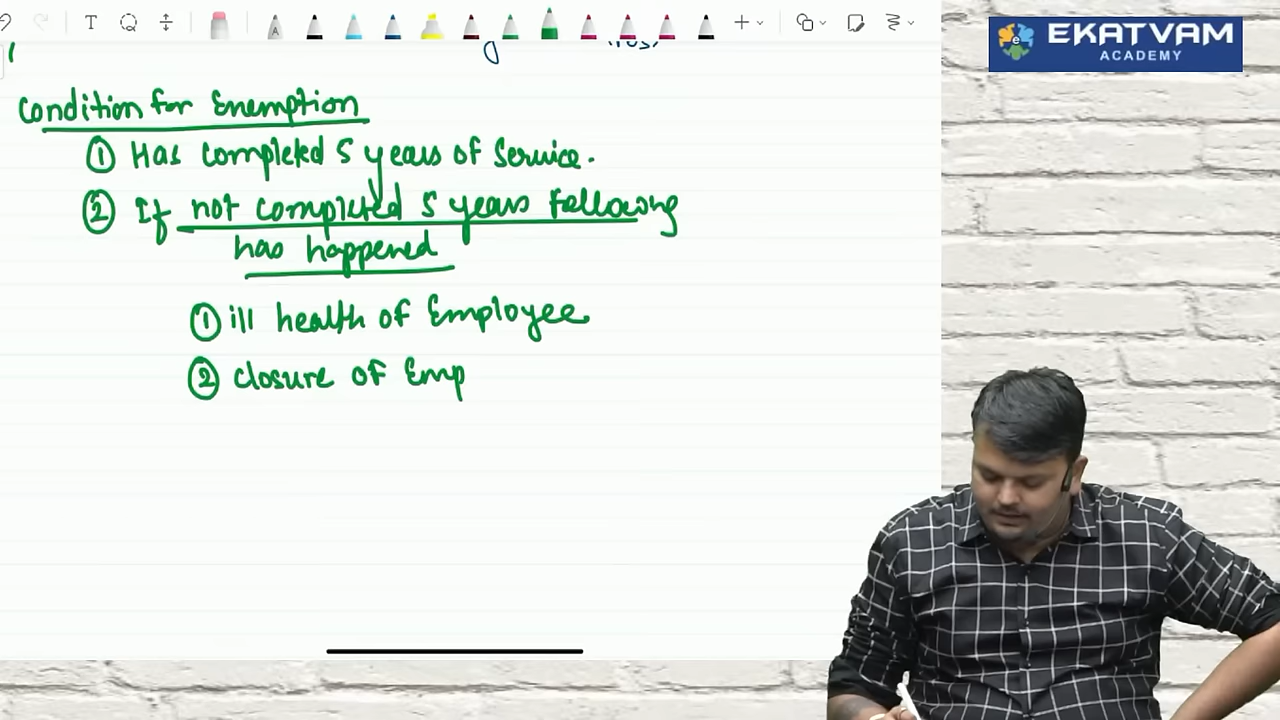 EKATVAM
ACADEMY
Condition for Exemption
① Has completed 5 years of Service.
② If not completed 5 years following
has happened
① ill health of Employee
② closure of Emp